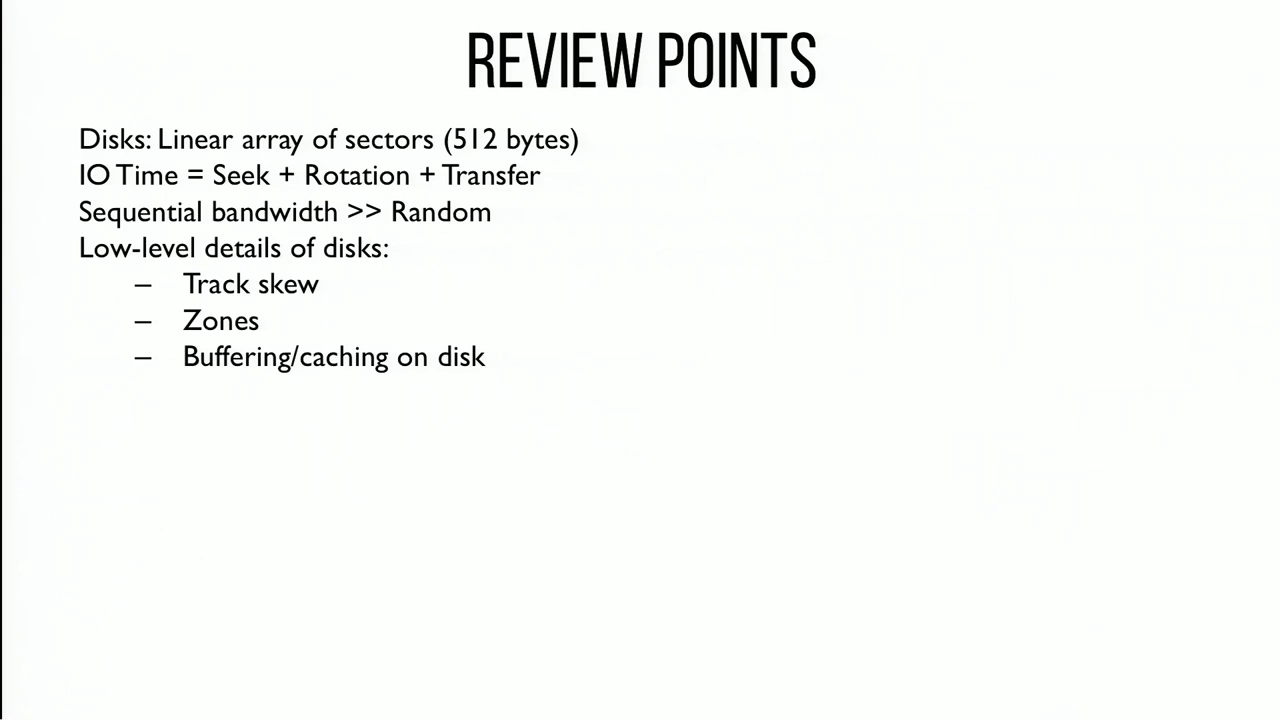 REVIEW POINTS
Disks: Linear array of sectors (512 bytes)
IO Time = Seek + Rotation + Transfer
Sequential bandwidth >> Random
Low-level details of disks:
– Track skew
– Zones
– Buffering/caching on disk